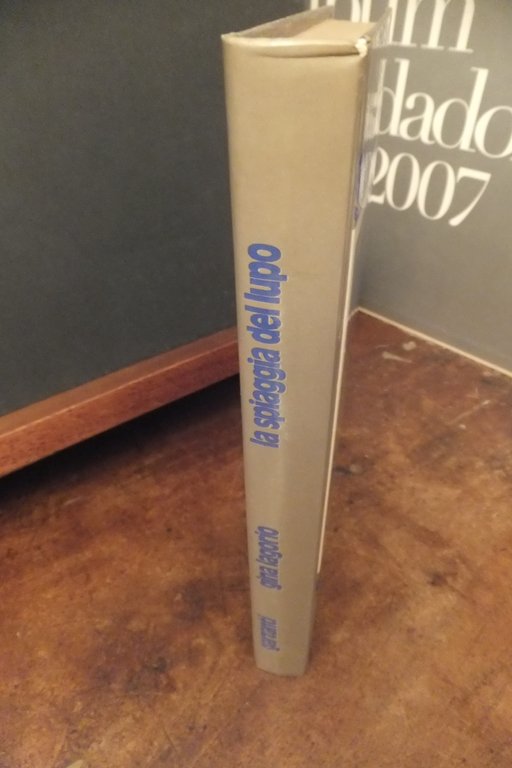 la spiaggia del lupo
gina lagorio
garzanti
dado
2007